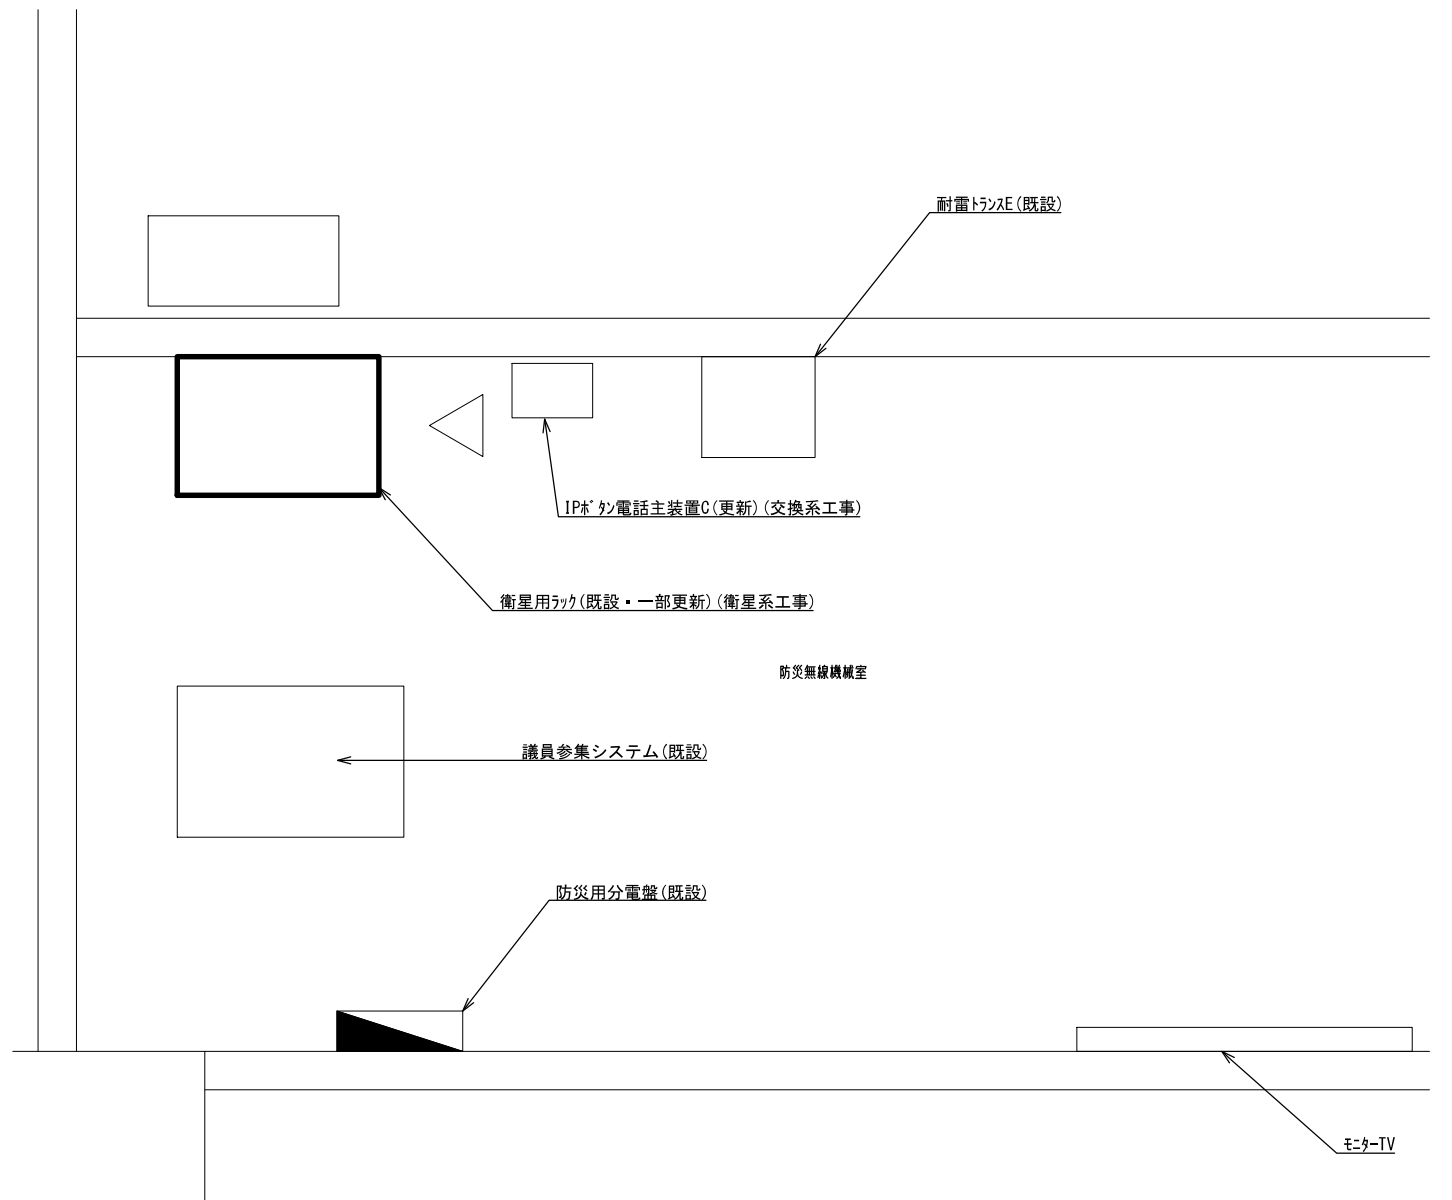 耐雷ﾄﾗﾝｽE(既設)
IPﾎﾞﾀﾝ電話主装置C(更新)(交換系工事)
衛星用ﾗｯｸ(既設・一部更新)(衛星系工事)
防災無線機械室
議員参集システム(既設)
防災用分電盤(既設)
ﾓﾆﾀｰTV